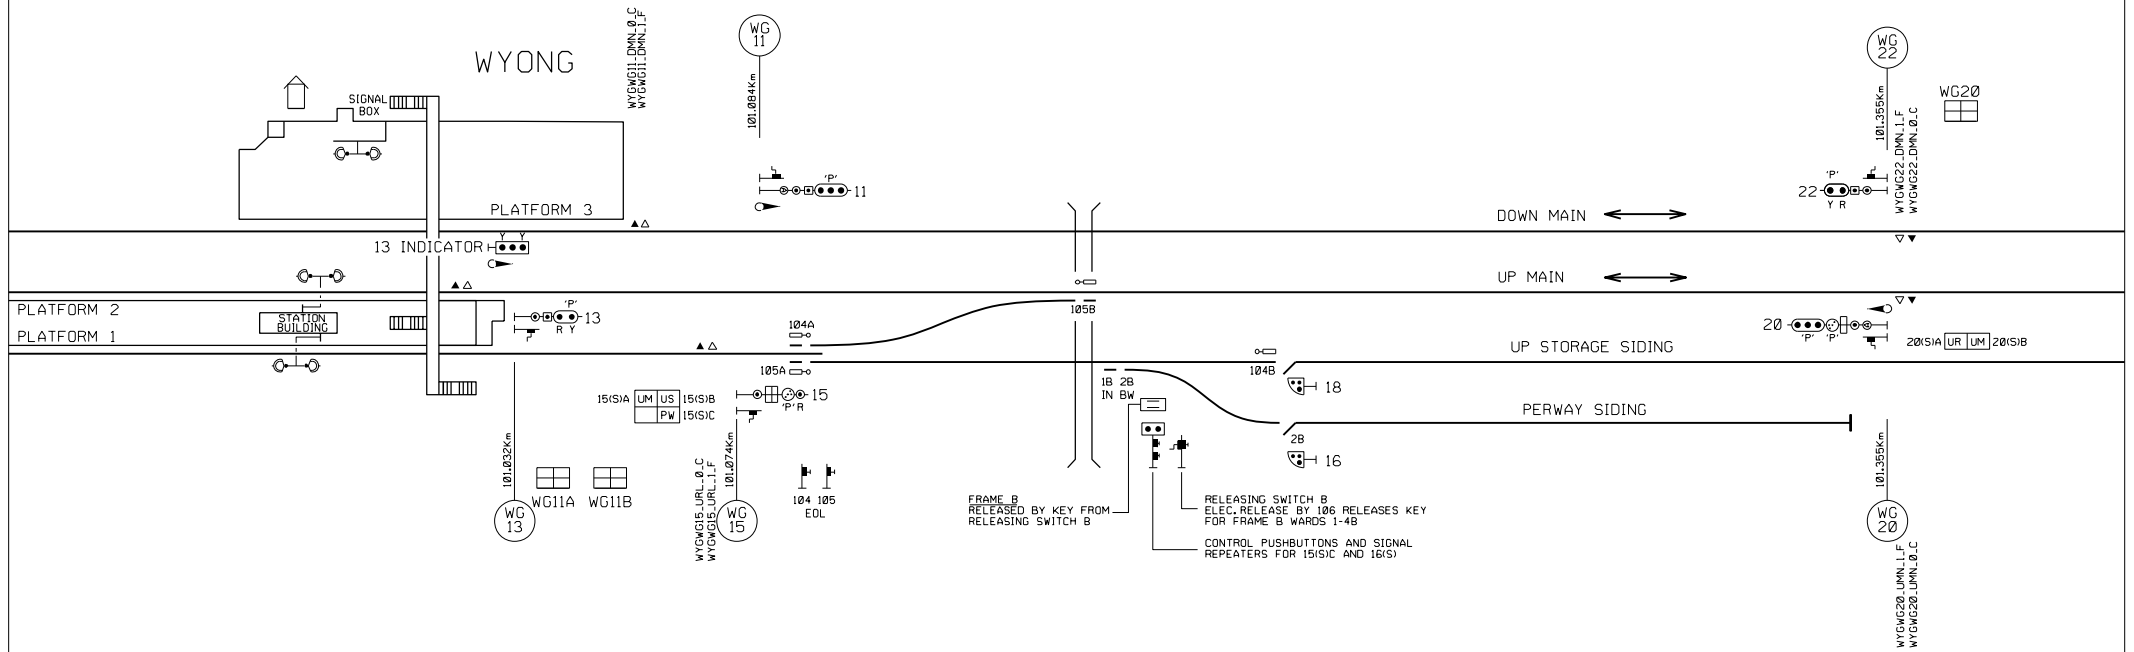 WYONG
WG
11
101.084Km
WYGWG11_DMN_0_C
WYGWG11_DMN_1_F
SIGNAL
BOX
'P'
11
WG
22
101.355Km
WG20
WYGWG22_DMN_1_F
WYGWG22_DMN_0_C
'P'
22
Y R
PLATFORM 3
DOWN MAIN
Y Y
13 INDICATOR
UP MAIN
PLATFORM 2
STATION
BUILDING
PLATFORM 1
'P'
13
R Y
104A
105B
105A
20
'P' 'P'
20(S)A UR UM 20(S)B
UP STORAGE SIDING
104B
18
1B 2B
IN BW
15(S)A UM US 15(S)B
PW 15(S)C
15
'P' R
PERWAY SIDING
2B
16
101.032Km
WG11A
WG11B
WG
13
WYGWG15_URL_0_C
WYGWG15_URL_1_F
101.074Km
WG
15
104 105
EOL
FRAME B
RELEASED BY KEY FROM
RELEASING SWITCH B
RELEASING SWITCH B
ELEC. RELEASE BY 106 RELEASES KEY
FOR FRAME B WARDS 1-4B
CONTROL PUSHBUTTONS AND SIGNAL
REPEATERS FOR 15(S)C AND 16(S)
101.355Km
WG
20
WYGWG20_UMN_1_F
WYGWG20_UMN_0_C